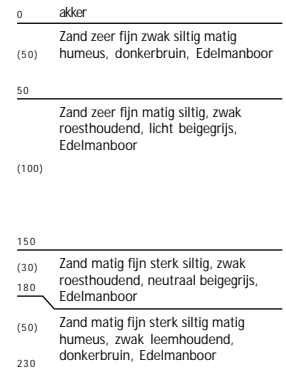 0 akker
Zand zeer fijn zwak siltig matig
(50) humeus, donkerbruin, Edelmanboor
50
Zand zeer fijn matig siltig, zwak
roesthoudend, licht beigegrijs,
Edelmanboor
(100)
150
(30) Zand matig fijn sterk siltig, zwak
roesthoudend, neutraal beigegrijs,
180 Edelmanboor
(50) Zand matig fijn sterk siltig matig
humeus, zwak leemhoudend,
donkerbruin, Edelmanboor
230